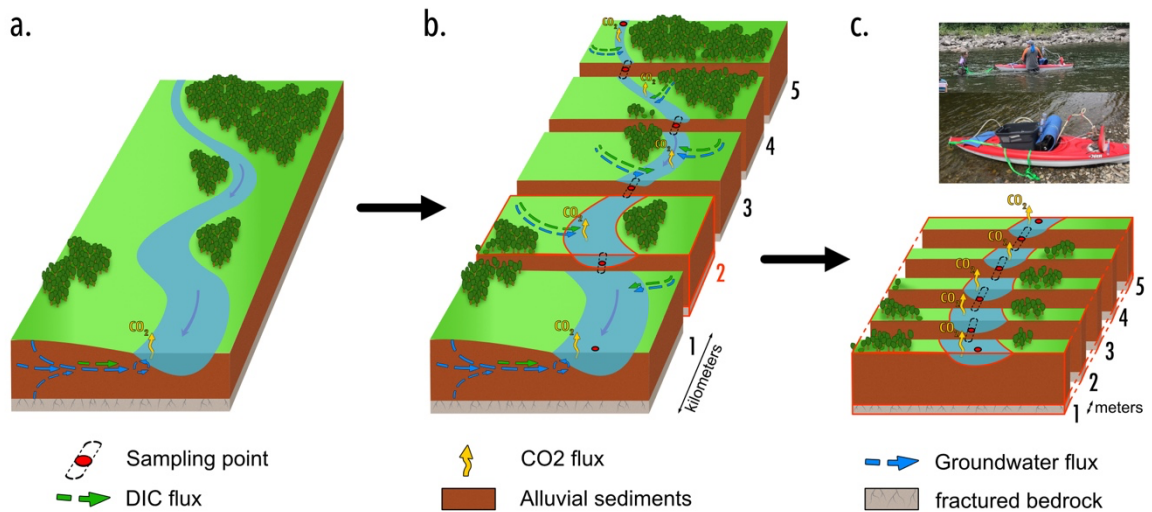 a.
b.
c.
CO2
CO2
CO2
CO2
CO2
CO2
CO2
CO2
CO2
CO2
CO
5
4
3
2
1
kilometers
5
4
3
2
1
meters
Sampling point
DIC flux
CO2 flux
Alluvial sediments
Groundwater flux
fractured bedrock